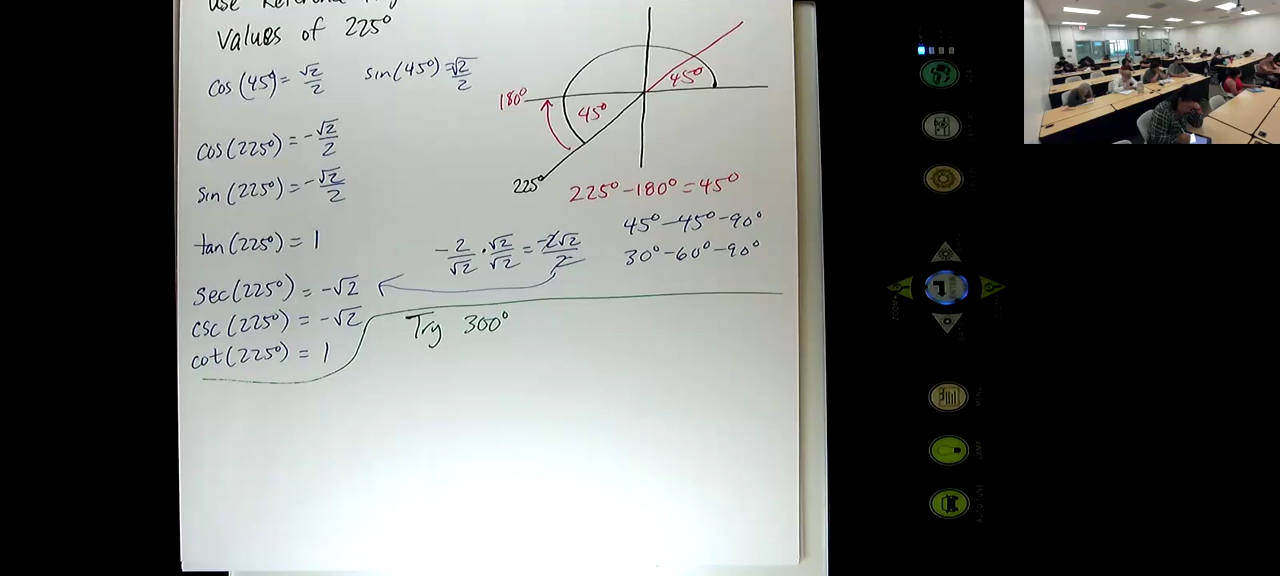 Use Reference
Values of 225°
cos(45°) = √2/2 sin(45°) = √2/2
cos(225°) = -√2/2
sin(225°) = -√2/2
tan(225°) = 1
sec(225°) = -√2
csc(225°) = -√2
cot(225°) = 1
45°
180°
45°
225°
225° - 180° = 45°
45° - 45° - 90°
30° - 60° - 90°
-2/√2 · √2/√2 = -2√2/2
Try 300°